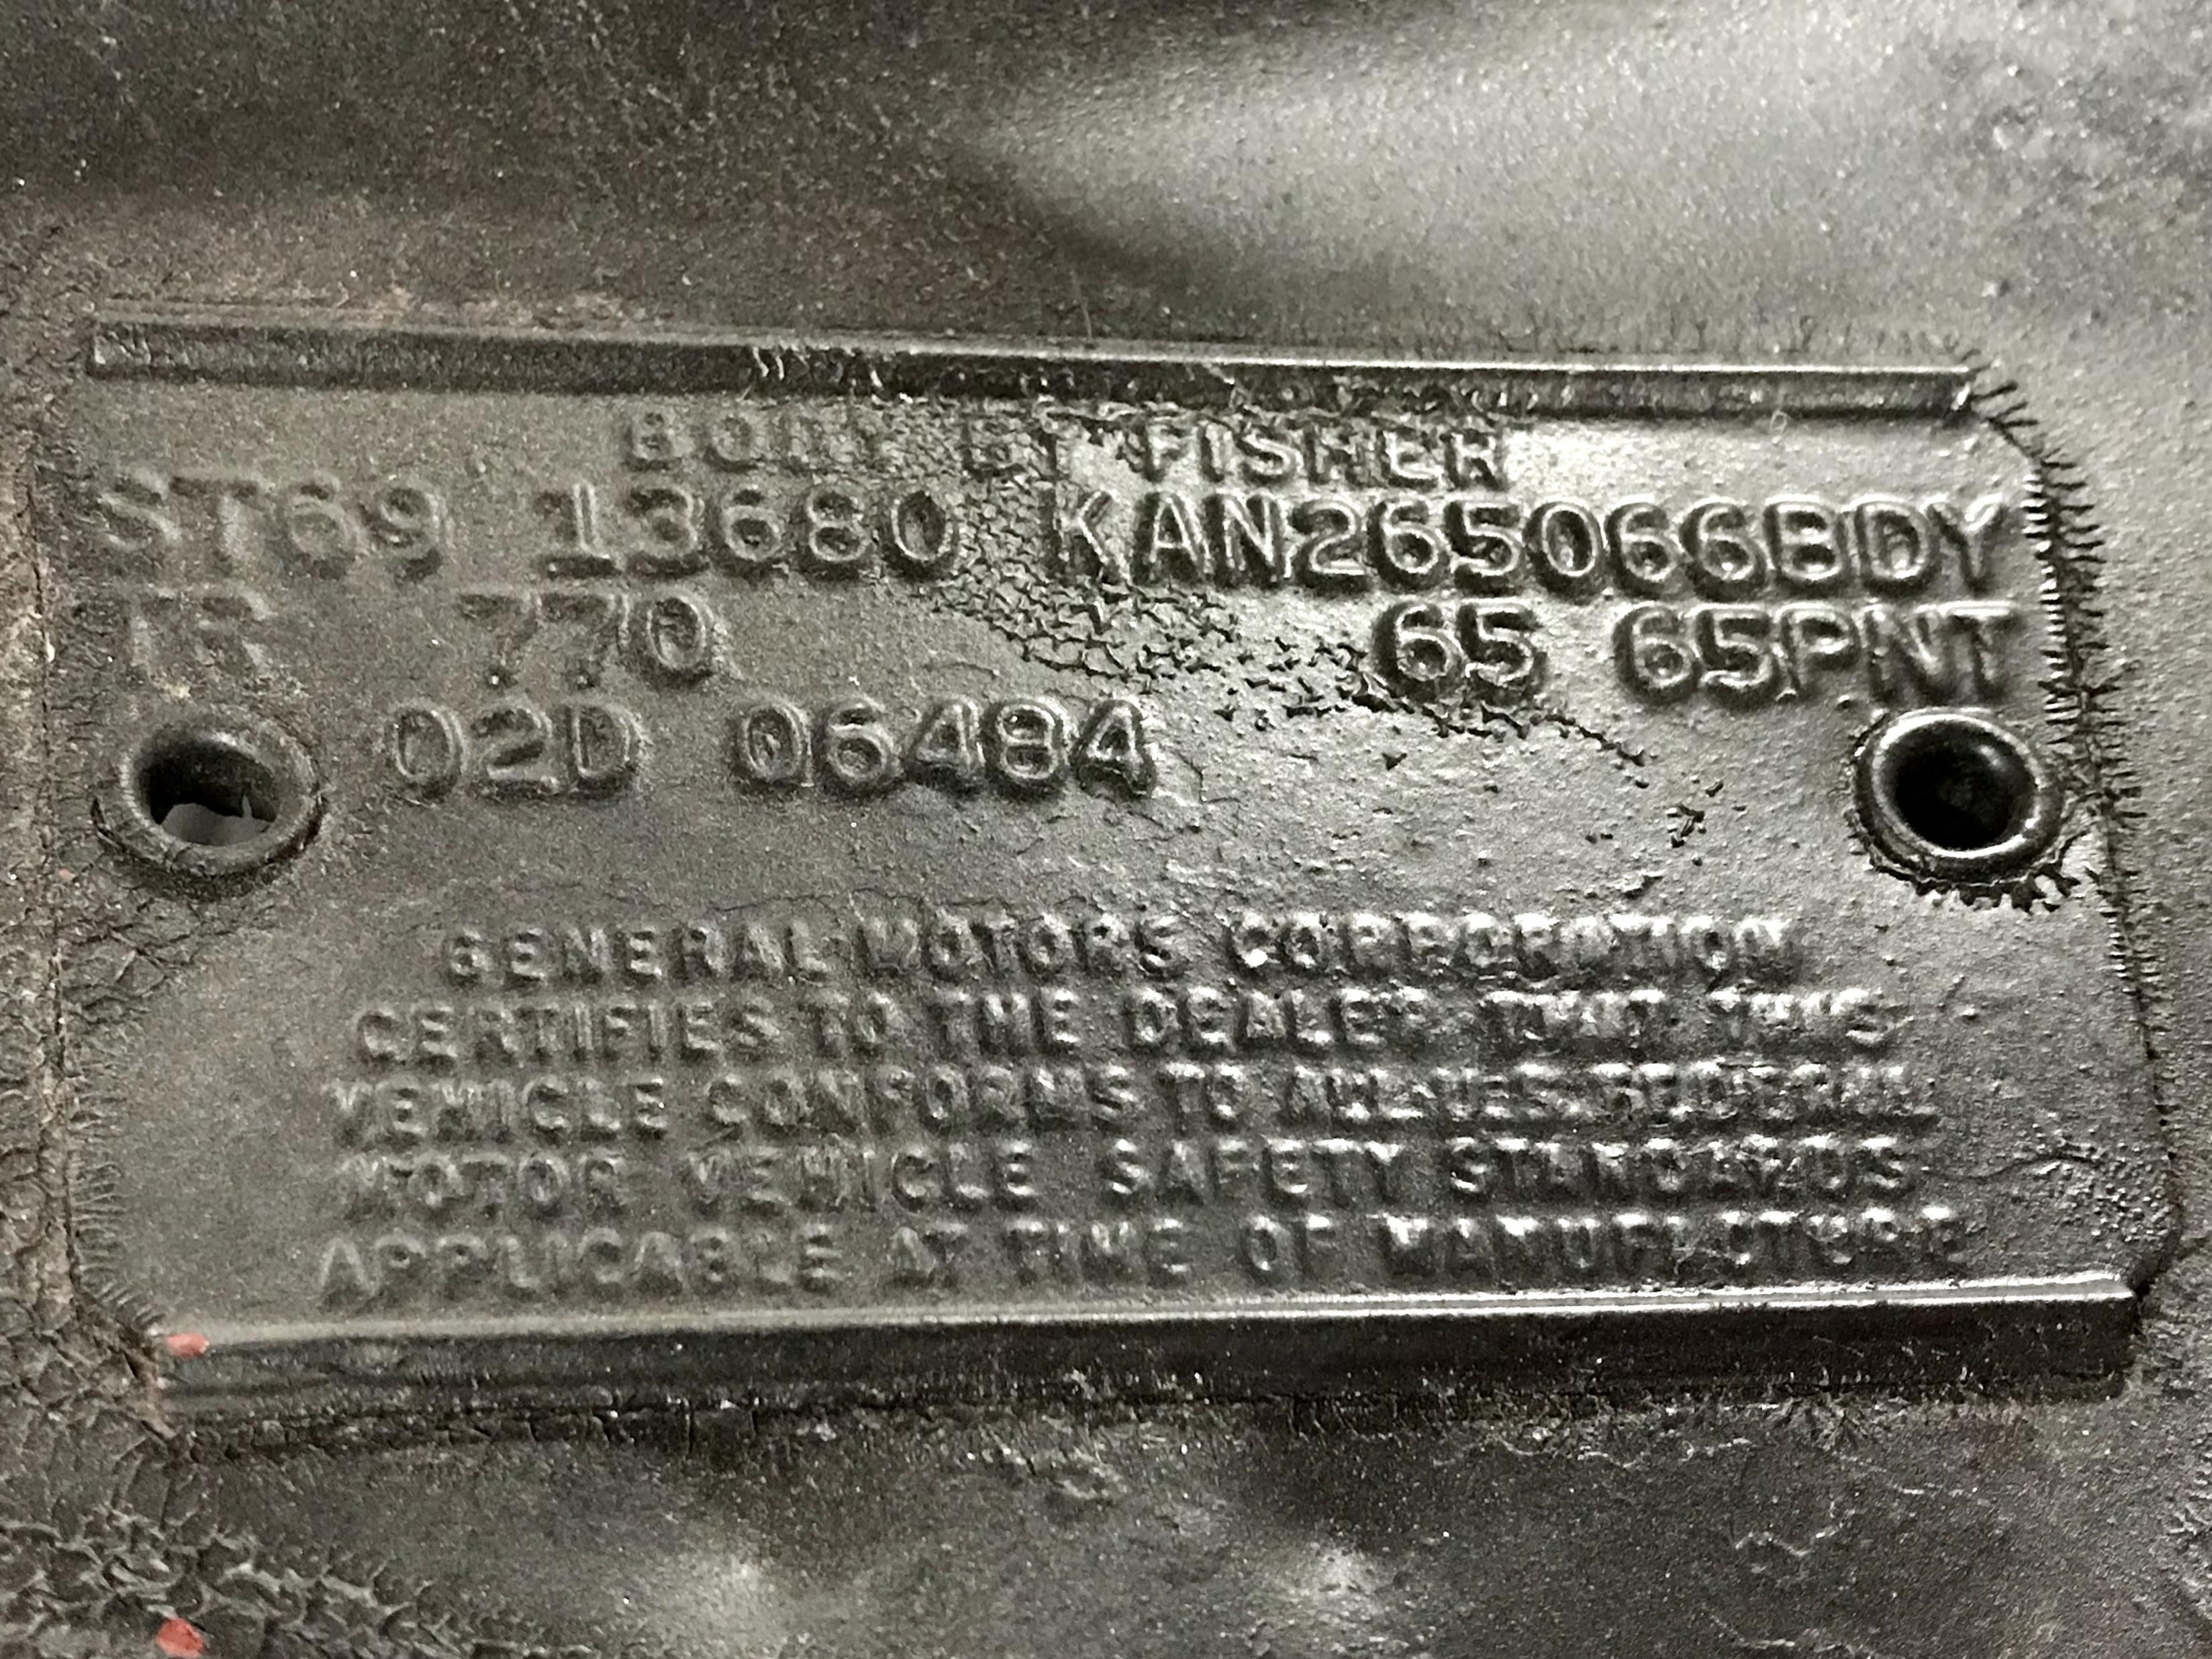 BODY BY FISHER
ST69 13680 KAN265066BDY
TR 770 65 65PNT
02D 06484
GENERAL MOTORS CORPORATION
CERTIFIES TO THE DEALER THAT THIS
VEHICLE CONFORMS TO ALL U.S. FEDERAL
MOTOR VEHICLE SAFETY STANDARDS
APPLICABLE AT TIME OF MANUFACTURE